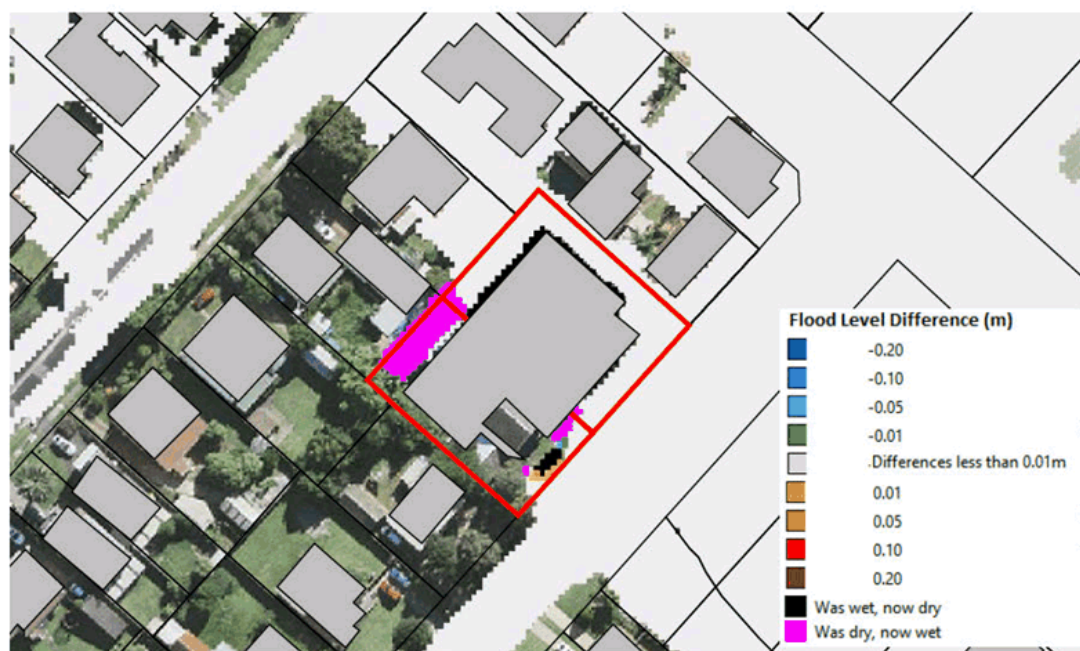 Flood Level Difference (m)
-0.20
-0.10
-0.05
-0.01
.Differences less than 0.01m
0.01
0.05
0.10
0.20
Was wet, now dry
Was dry, now wet